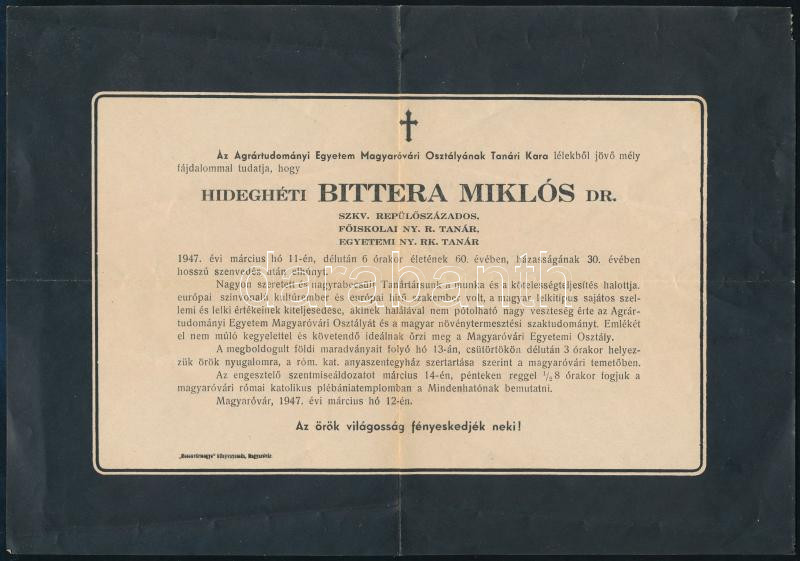 Az Agrártudományi Egyetem Magyaróvári Osztályának Tanári Kara lélekből jövő mély
fájdalommal tudatja, hogy
HIDEGHÉTI BITTERA MIKLÓS DR.
SZKV. REPÜLŐSZÁZADOS,
FŐISKOLAI NY. R. TANÁR,
EGYETEMI NY. RK. TANÁR
1947. évi március hó 11-én, délután 6 órakor életének 60. évében, házasságának 30. évében
hosszú szenvedés után elhúnyt.
Nagyon szeretett és nagyrabecsült Tanártársunk a munka és a kötelességteljesítés halottja.
európai színvonalú kultúrember és európai hírű szakember volt, a magyar lelkitípus sajátos szel-
lemi és lelki értékeinek kiteljesedése, akinek halálával nem pótolható nagy veszteség érte az Agrár-
tudományi Egyetem Magyaróvári Osztályát és a magyar növénytermesztési szaktudományt. Emlékét
el nem múló kegyelettel és követendő ideálnak őrzi meg a Magyaróvári Egyetemi Osztály.
A megboldogult földi maradványait folyó hó 13-án, csütörtökön délután 3 órakor helyez-
zük örök nyugalomra, a róm. kat. anyaszentegyház szertartása szerint a magyaróvári temetőben.
Az engesztelő szentmiseáldozatot március 14-én, pénteken reggel 1/2 8 órakor fogjuk a
magyaróvári római katolikus plébániatemplomban a Mindenhatónak bemutatni.
Magyaróvár, 1947. évi március hó 12-én.
Az örök világosság fényeskedjék neki!
„Mosonvármegye" könyvnyomda, Magyaróvár.
darabanth